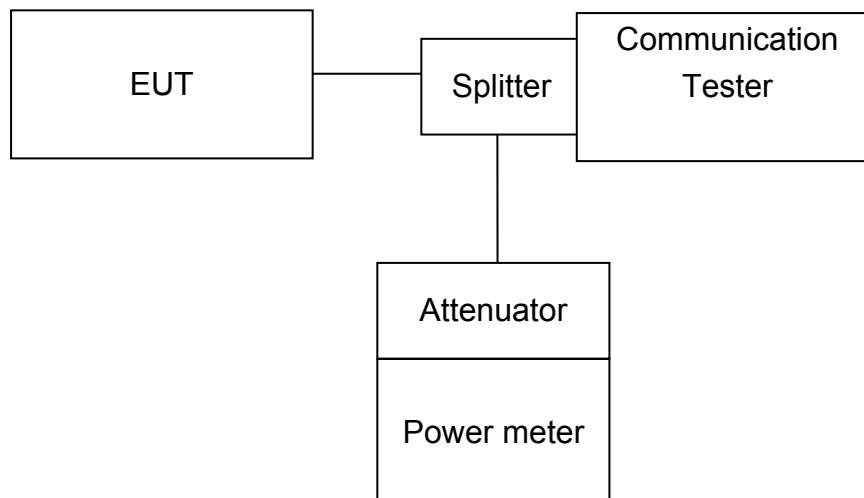 EUT
Splitter
Communication
Tester
Attenuator
Power meter